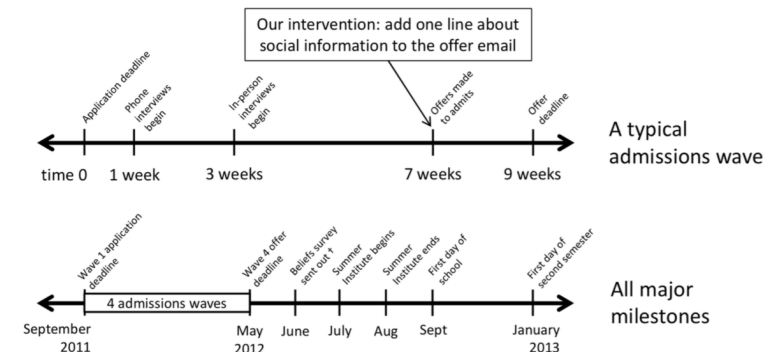 Our intervention: add one line about
social information to the offer email
Application deadline
Phone
interviews
begin
In-person
interviews
begin
Offers made
to admits
Offer
deadline
A typical
admissions wave
time 0
1 week
3 weeks
7 weeks
9 weeks
Wave 1 application
deadline
Wave 4 offer
deadline
Beliefs survey
sent out †
Summer
Institute begins
Summer
Institute ends
First day of
school
First day of
second semester
4 admissions waves
All major
milestones
September
2011
May
2012
June
July
Aug
Sept
January
2013